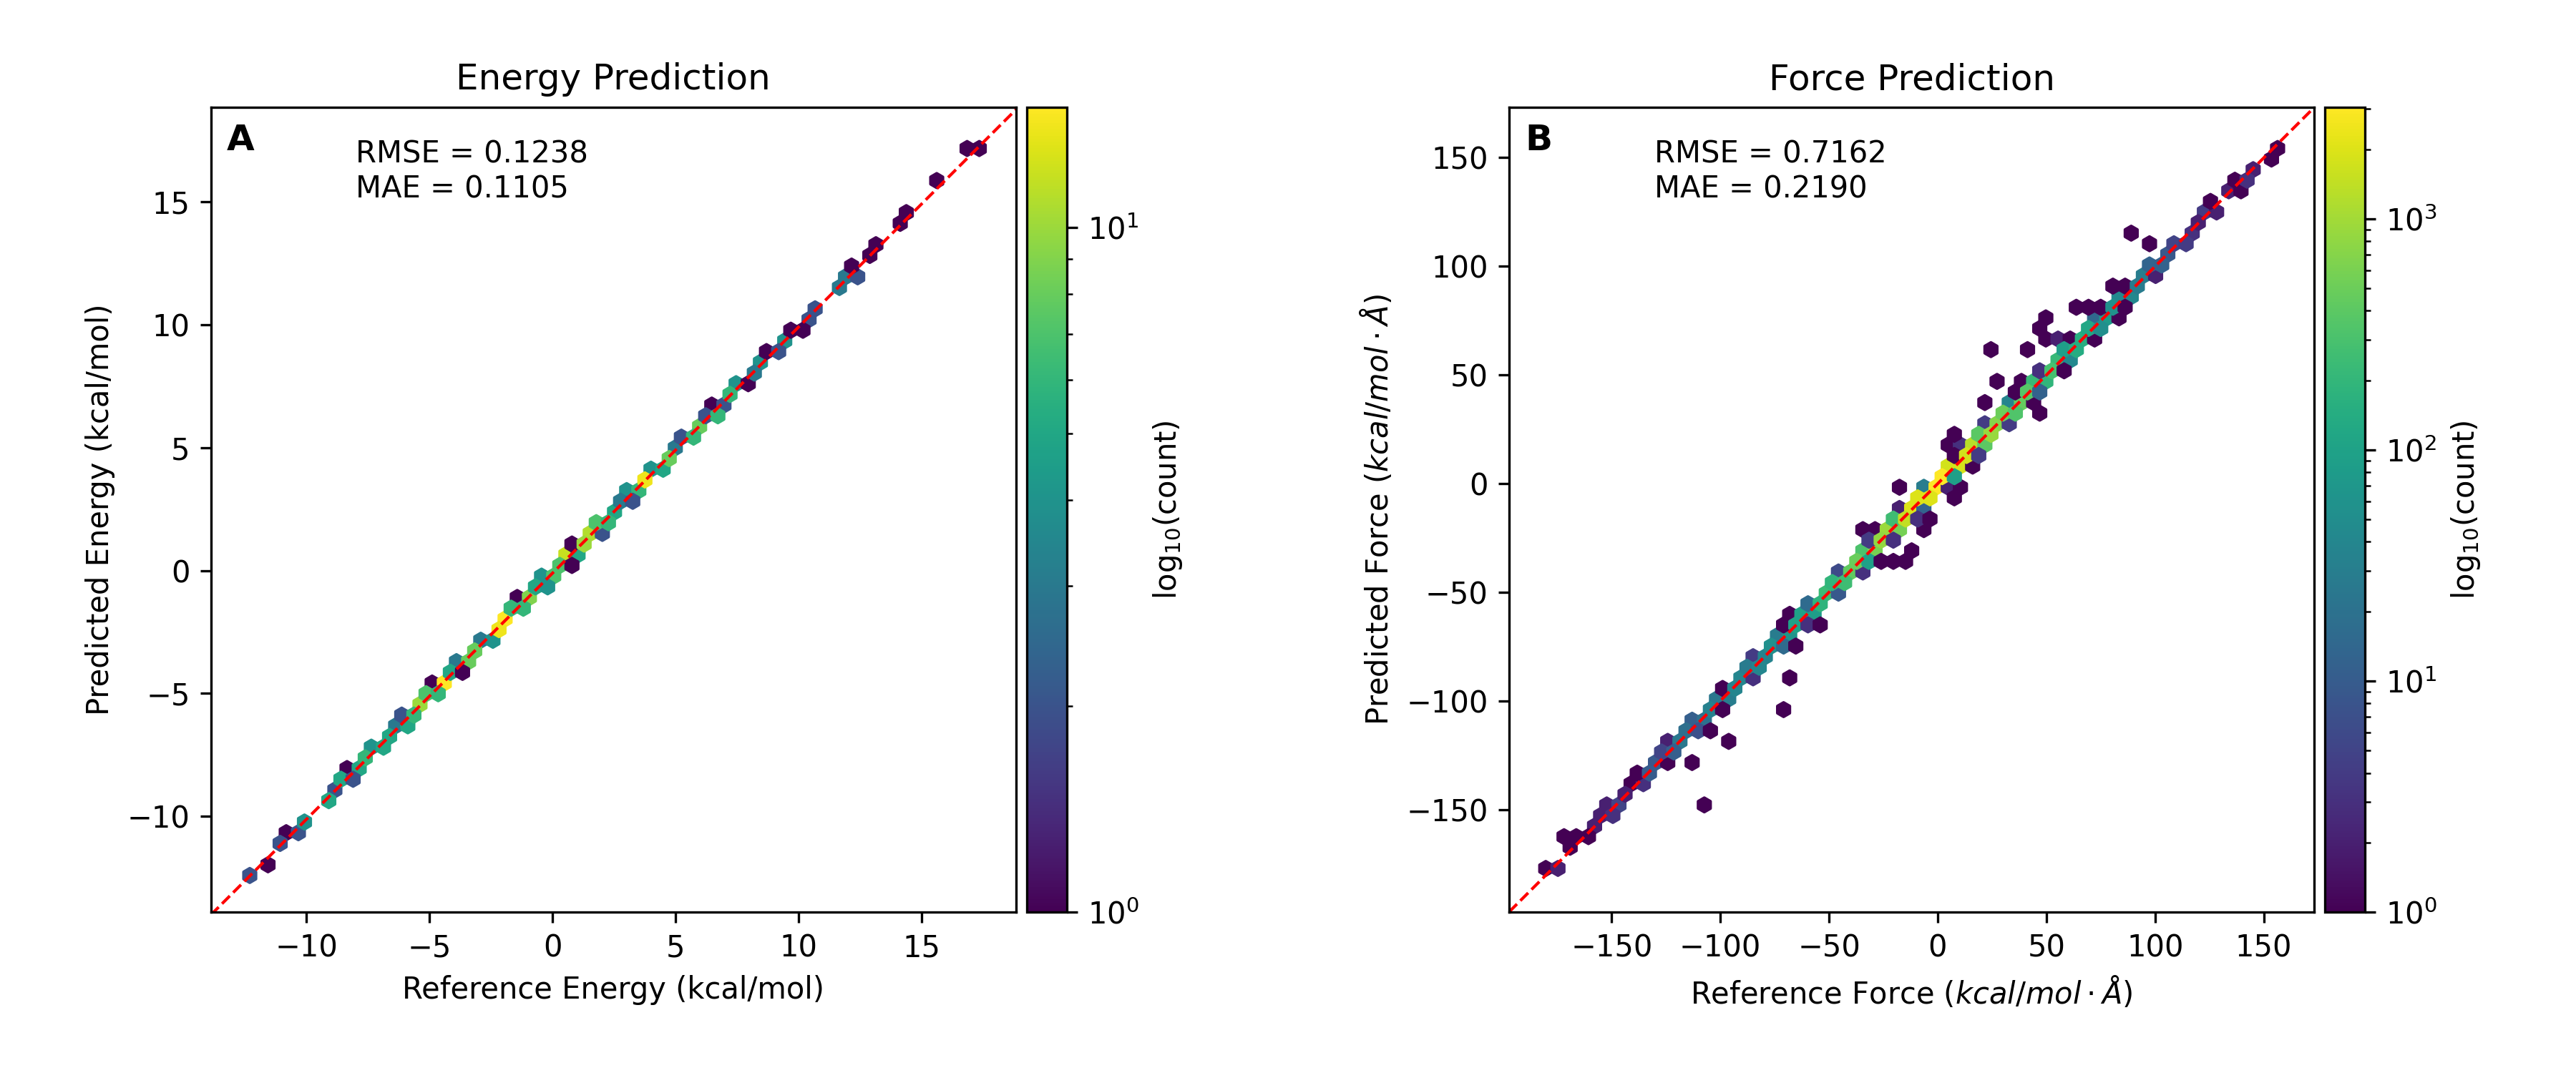 Energy Prediction
A
RMSE = 0.1238
MAE = 0.1105
15
10
5
0
−5
−10
Predicted Energy (kcal/mol)
−10 −5 0 5 10 15
Reference Energy (kcal/mol)
10¹
10⁰
log₁₀(count)
Force Prediction
B
RMSE = 0.7162
MAE = 0.2190
150
100
50
0
−50
−100
−150
Predicted Force (kcal/mol · Å)
−150 −100 −50 0 50 100 150
Reference Force (kcal/mol · Å)
10³
10²
10¹
10⁰
log₁₀(count)